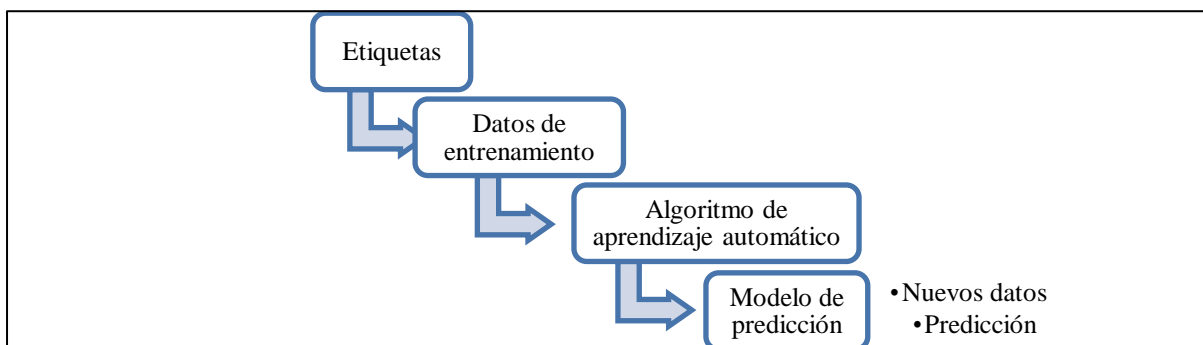 Etiquetas
Datos de
entrenamiento
Algoritmo de
aprendizaje automático
Modelo de
predicción
•Nuevos datos
•Predicción